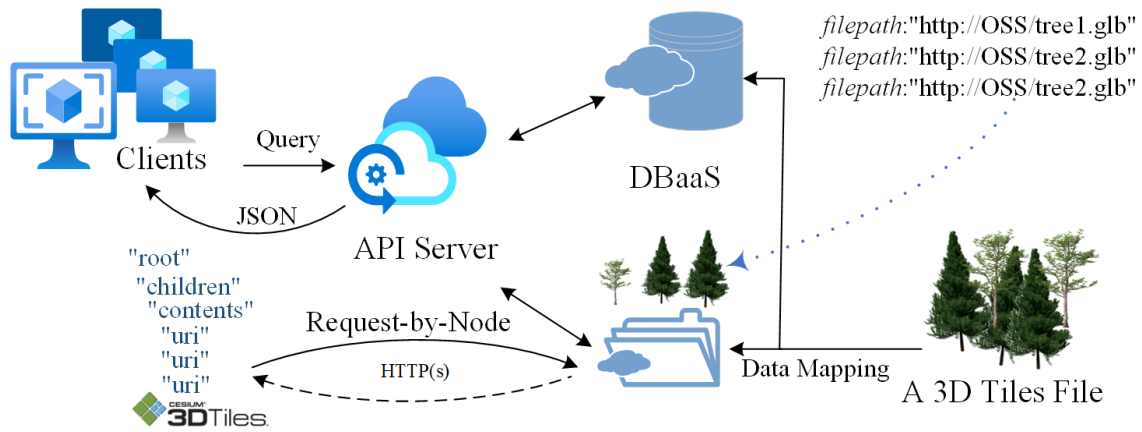 filepath:"http://OSS/tree1.glb"
filepath:"http://OSS/tree2.glb"
filepath:"http://OSS/tree2.glb"
Clients
Query
DBaaS
JSON
API Server
"root"
"children"
"contents"
"uri"
"uri"
"uri"
Request-by-Node
HTTP(s)
Data Mapping
A 3D Tiles File
CESIUM®
3DTiles.